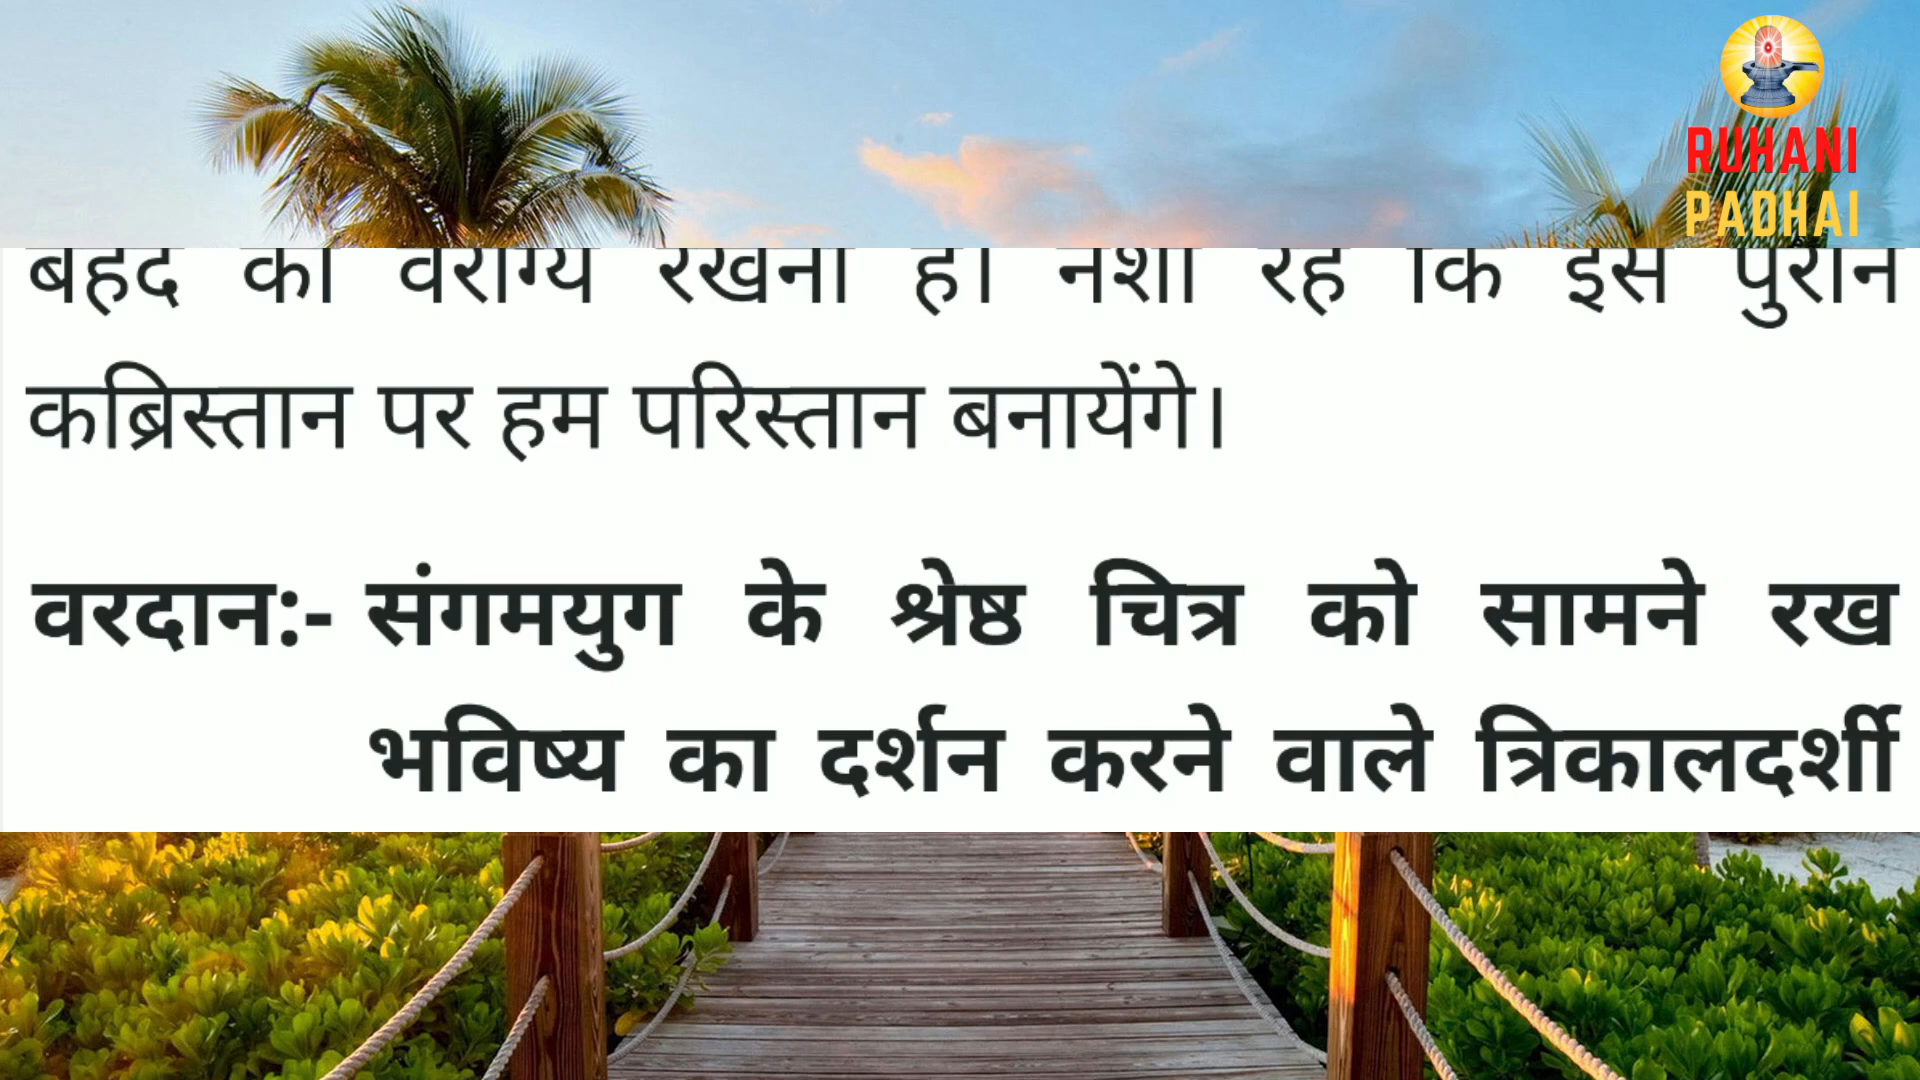 RUHANI
PADHAI
बेहद का वैराग्य रखना है। नशा रहे कि इस पुराने
कब्रिस्तान पर हम परिस्तान बनायेंगे।
वरदान:- संगमयुग के श्रेष्ठ चित्र को सामने रख
भविष्य का दर्शन करने वाले त्रिकालदर्शी